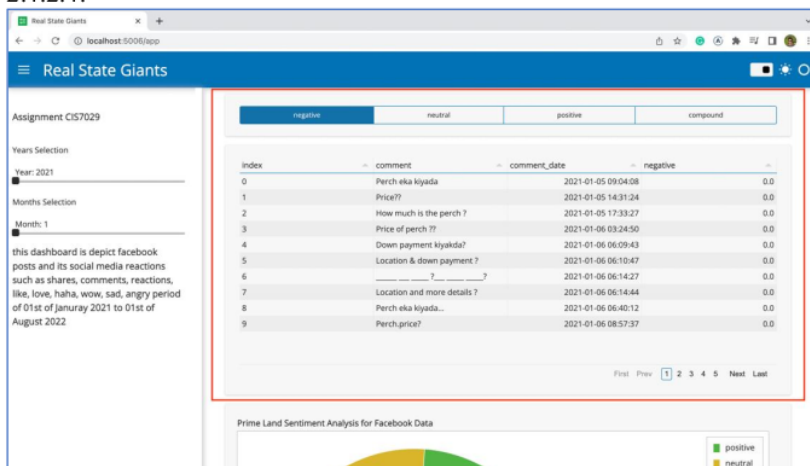 Real State Giants
localhost:5006/app
Real State Giants
Assignment CIS7029
Years Selection
Year: 2021
Months Selection
Month: 1
this dashboard is depict facebook
posts and its social media reactions
such as shares, comments, reactions,
like, love, haha, wow, sad, angry period
of 01st of Januray 2021 to 01st of
August 2022
negative neutral positive compound
index comment comment_date negative
0 Perch eka kiyada 2021-01-05 09:04:08 0.0
1 Price?? 2021-01-05 14:31:24 0.0
2 How much is the perch ? 2021-01-05 17:33:27 0.0
3 Price of perch ?? 2021-01-06 03:24:50 0.0
4 Down payment kiyakda? 2021-01-06 06:09:43 0.0
5 Location & down payment ? 2021-01-06 06:10:47 0.0
6 _____ __ ____ ?__ ____ ____? 2021-01-06 06:14:27 0.0
7 Location and more details ? 2021-01-06 06:14:44 0.0
8 Perch eka kiyada... 2021-01-06 06:40:12 0.0
9 Perch.price? 2021-01-06 08:57:37 0.0
First Prev 1 2 3 4 5 Next Last
Prime Land Sentiment Analysis for Facebook Data
positive
neutral